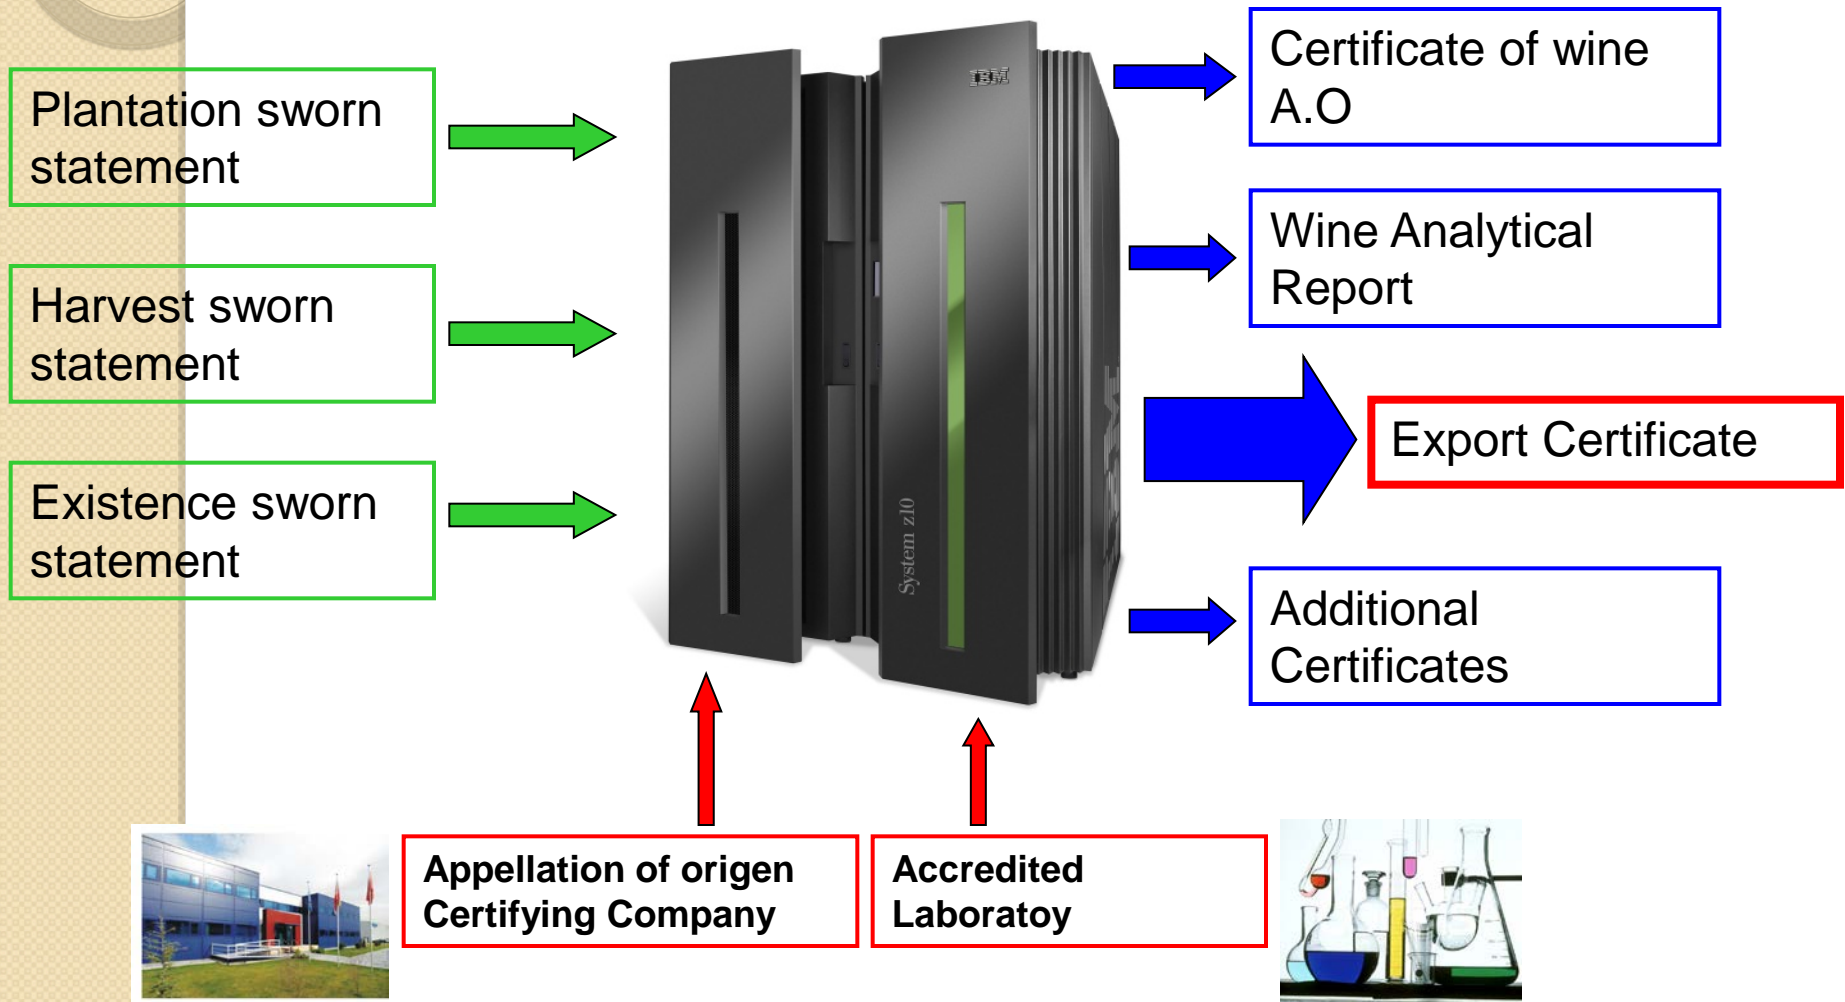 Plantation sworn
statement
Harvest sworn
statement
Existence sworn
statement
IBM
System z10
IBM
Certificate of wine
A.O
Wine Analytical
Report
Export Certificate
Additional
Certificates
Appellation of origen
Certifying Company
Accredited
Laboratoy